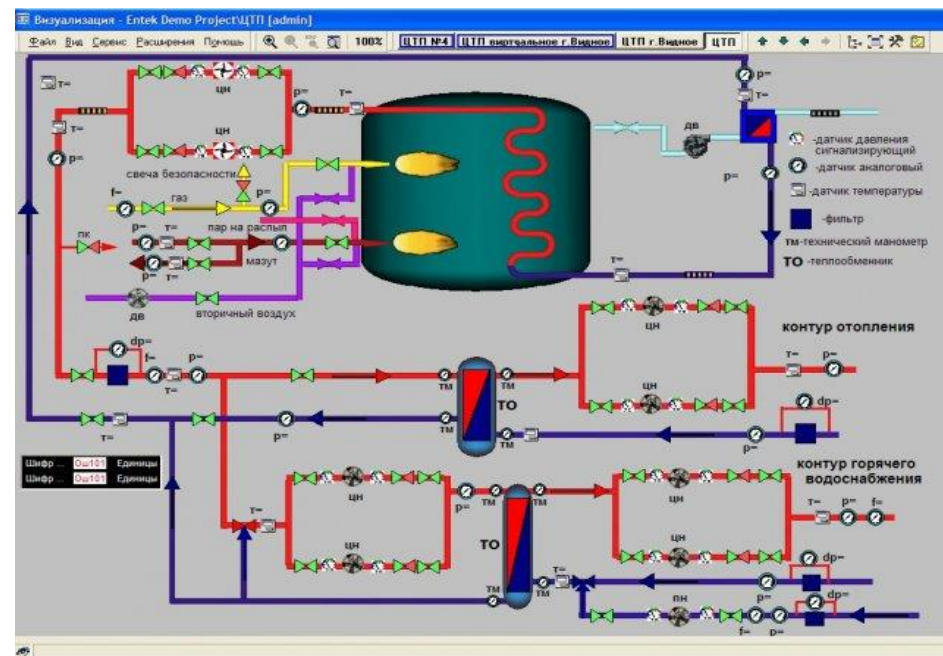 Визуализация - Entek Demo Project\ЦТП [admin]
Файл Вид Сервис Расширения Помощь 100% ЦТП №4 ЦТП виртуальное г.Видное ЦТП г.Видное ЦТП
T=
p=
T=
цн
p=
T=
T=
цн
дв
p=
p=
-датчик давления
сигнализирующий
-датчик аналоговый
-датчик температуры
-фильтр
тм-технический манометр
ТО -теплообменник
свеча безопасности
f=
газ
p=
пк
p=
T=
пар на распыл
мазут
p=
T=
T=
вторичный воздух
дв
цн
контур отопления
dp=
f=
p=
T=
T=
p=
цн
тм
тм
ТО
тм
тм
dp=
T=
p=
p=
Шифр ... Ош101 Единицы
Шифр ... Ош101 Единицы
контур горячего
водоснабжения
T=
цн
p=
тм
тм
цн
T=
p=
f=
цн
ТО
цн
тм
тм
T=
p=
dp=
пн
f=
p=
dp=